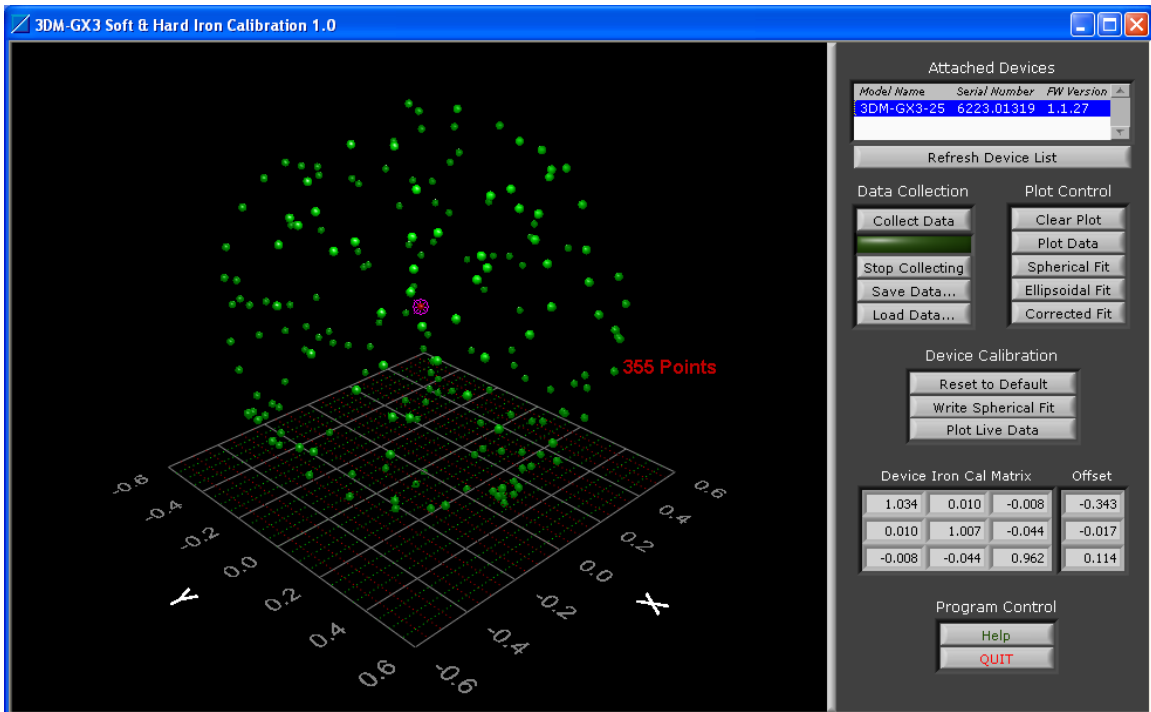 3DM-GX3 Soft & Hard Iron Calibration 1.0
Attached Devices
Model Name Serial Number FW Version
3DM-GX3-25 6223.01319 1.1.27
Refresh Device List
Data Collection Plot Control
Collect Data Clear Plot
Plot Data
Stop Collecting Spherical Fit
Save Data... Ellipsoidal Fit
Load Data... Corrected Fit
355 Points
Device Calibration
Reset to Default
Write Spherical Fit
Plot Live Data
Device Iron Cal Matrix Offset
1.034 0.010 -0.008 -0.343
0.010 1.007 -0.044 -0.017
-0.008 -0.044 0.962 0.114
Program Control
Help
QUIT
-0.6
-0.4
-0.2
0.0
0.2
0.4
0.6
Y
0.6
0.4
0.2
0.0
-0.2
-0.4
-0.6
X